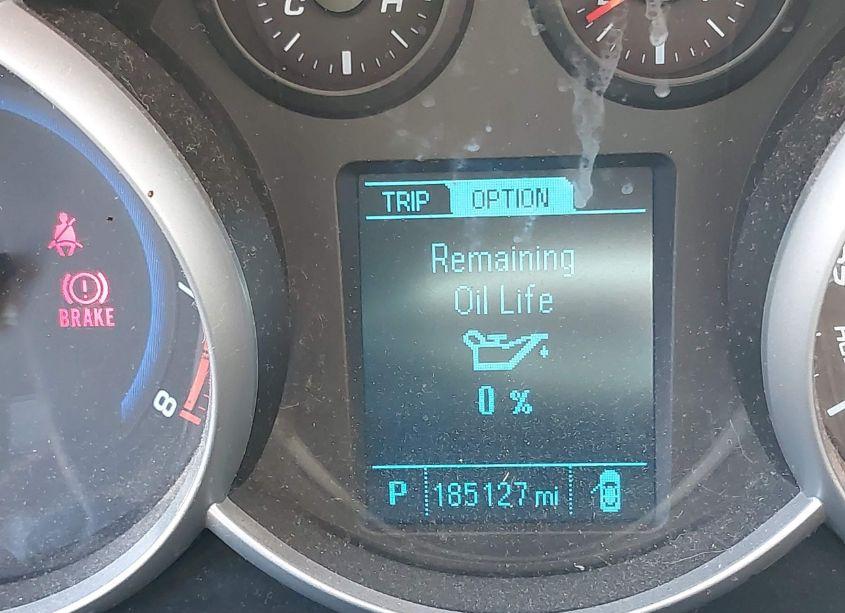 C H
TRIP OPTION
Remaining
Oil Life
0 %
BRAKE
8
P 185127 mi